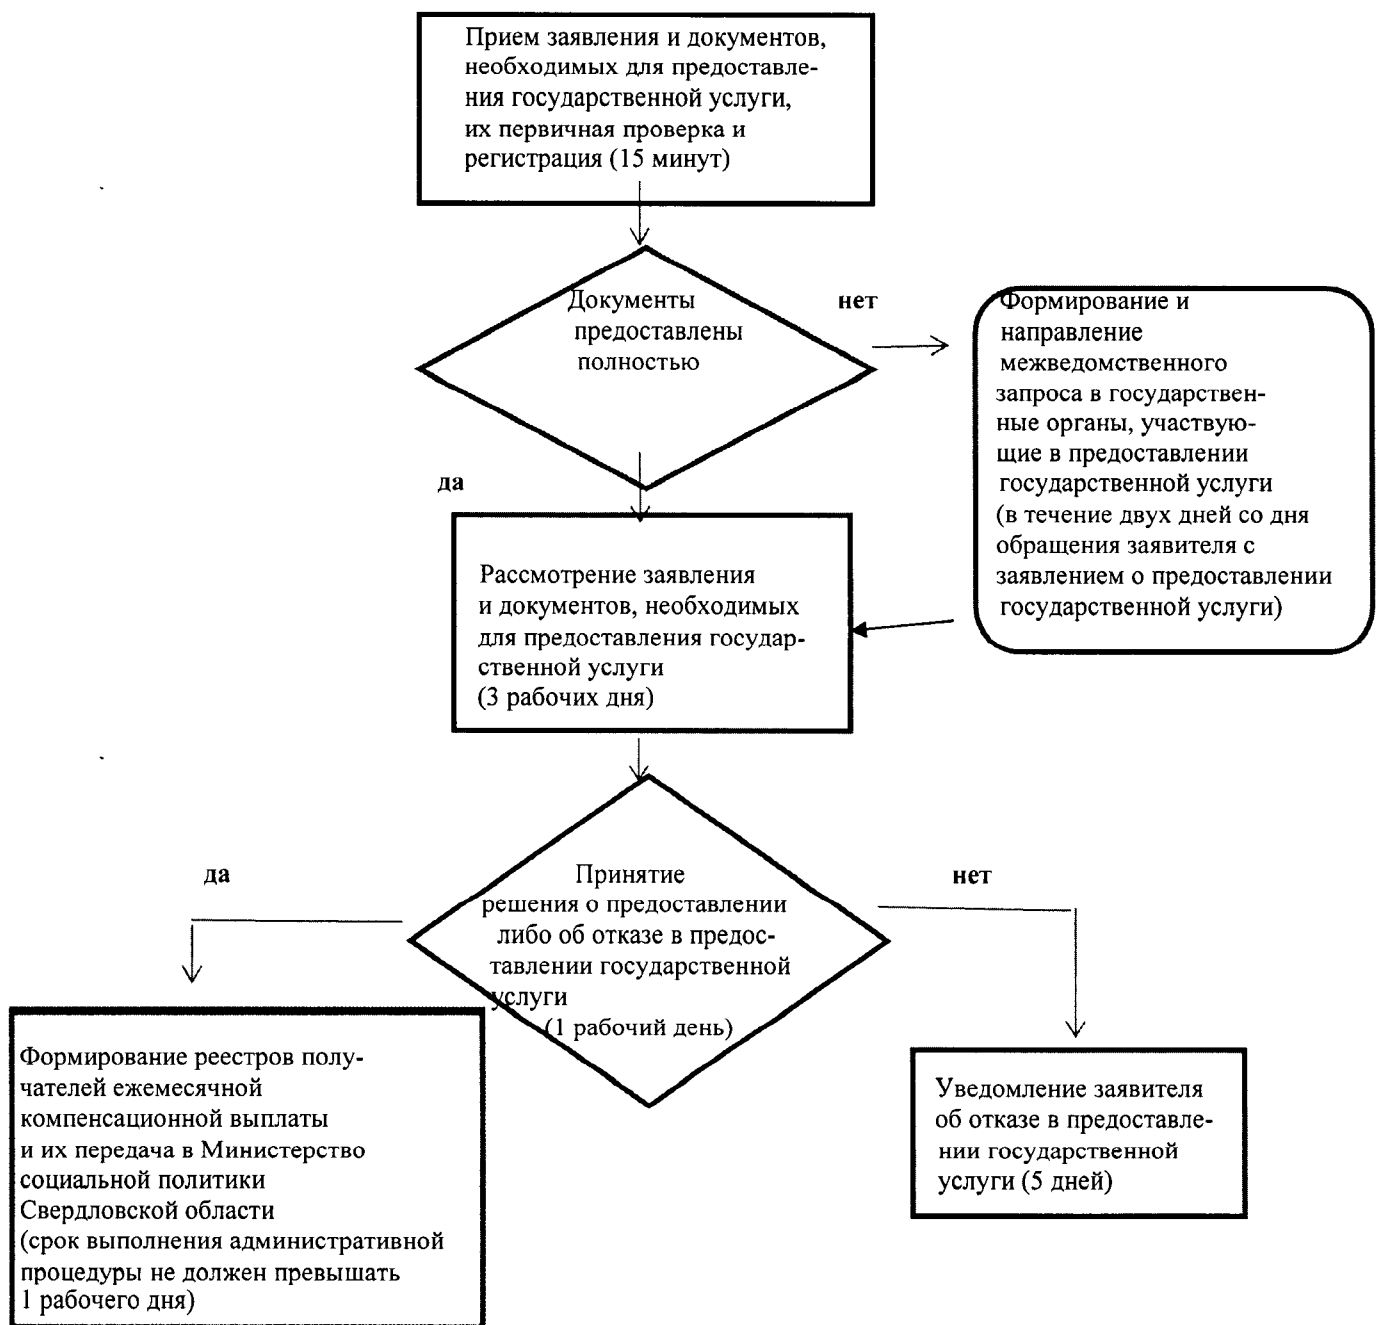 Прием заявления и документов,
необходимых для предоставле-
ния государственной услуги,
их первичная проверка и
регистрация (15 минут)
Документы
предоставлены
полностью
нет
Формирование и
направление
межведомственного
запроса в государствен-
ные органы, участвую-
щие в предоставлении
государственной услуги
(в течение двух дней со дня
обращения заявителя с
заявлением о предоставлении
государственной услуги)
да
Рассмотрение заявления
и документов, необходимых
для предоставления государ-
ственной услуги
(3 рабочих дня)
да
Принятие
решения о предоставлении
либо об отказе в предос-
тавлении государственной
услуги
(1 рабочий день)
нет
Формирование реестров полу-
чателей ежемесячной
компенсационной выплаты
и их передача в Министерство
социальной политики
Свердловской области
(срок выполнения административной
процедуры не должен превышать
1 рабочего дня)
Уведомление заявителя
об отказе в предоставле-
нии государственной
услуги (5 дней)